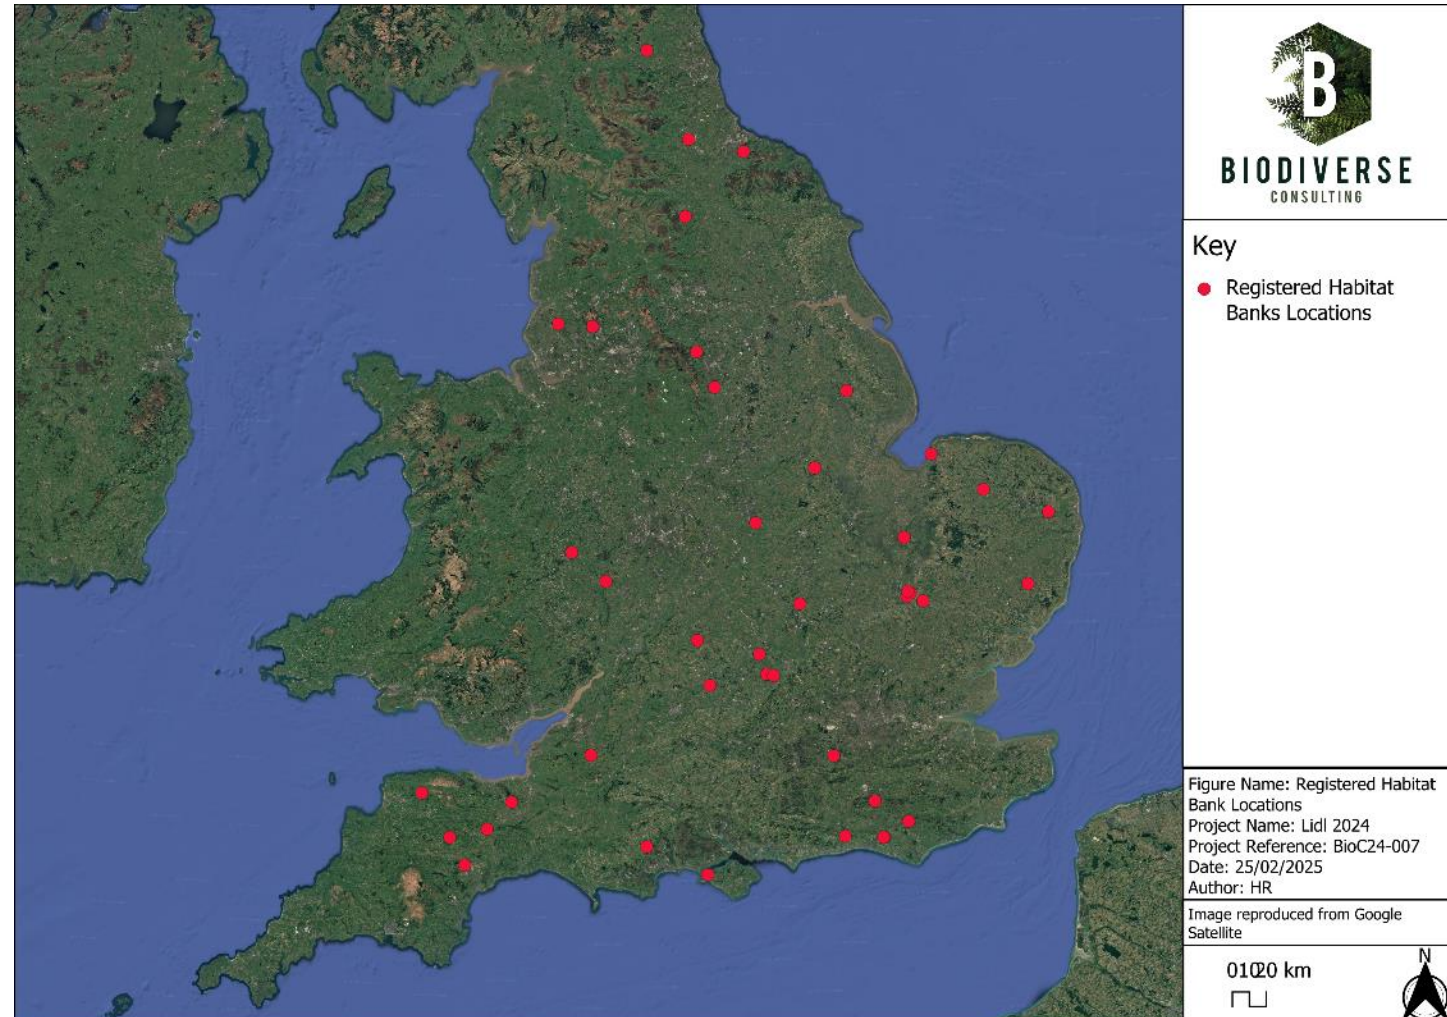 B
BIODIVERSE
CONSULTING
Key
Registered Habitat
Banks Locations
Figure Name: Registered Habitat
Bank Locations
Project Name: Lidl 2024
Project Reference: BioC24-007
Date: 25/02/2025
Author: HR
Image reproduced from Google
Satellite
N
01020 km